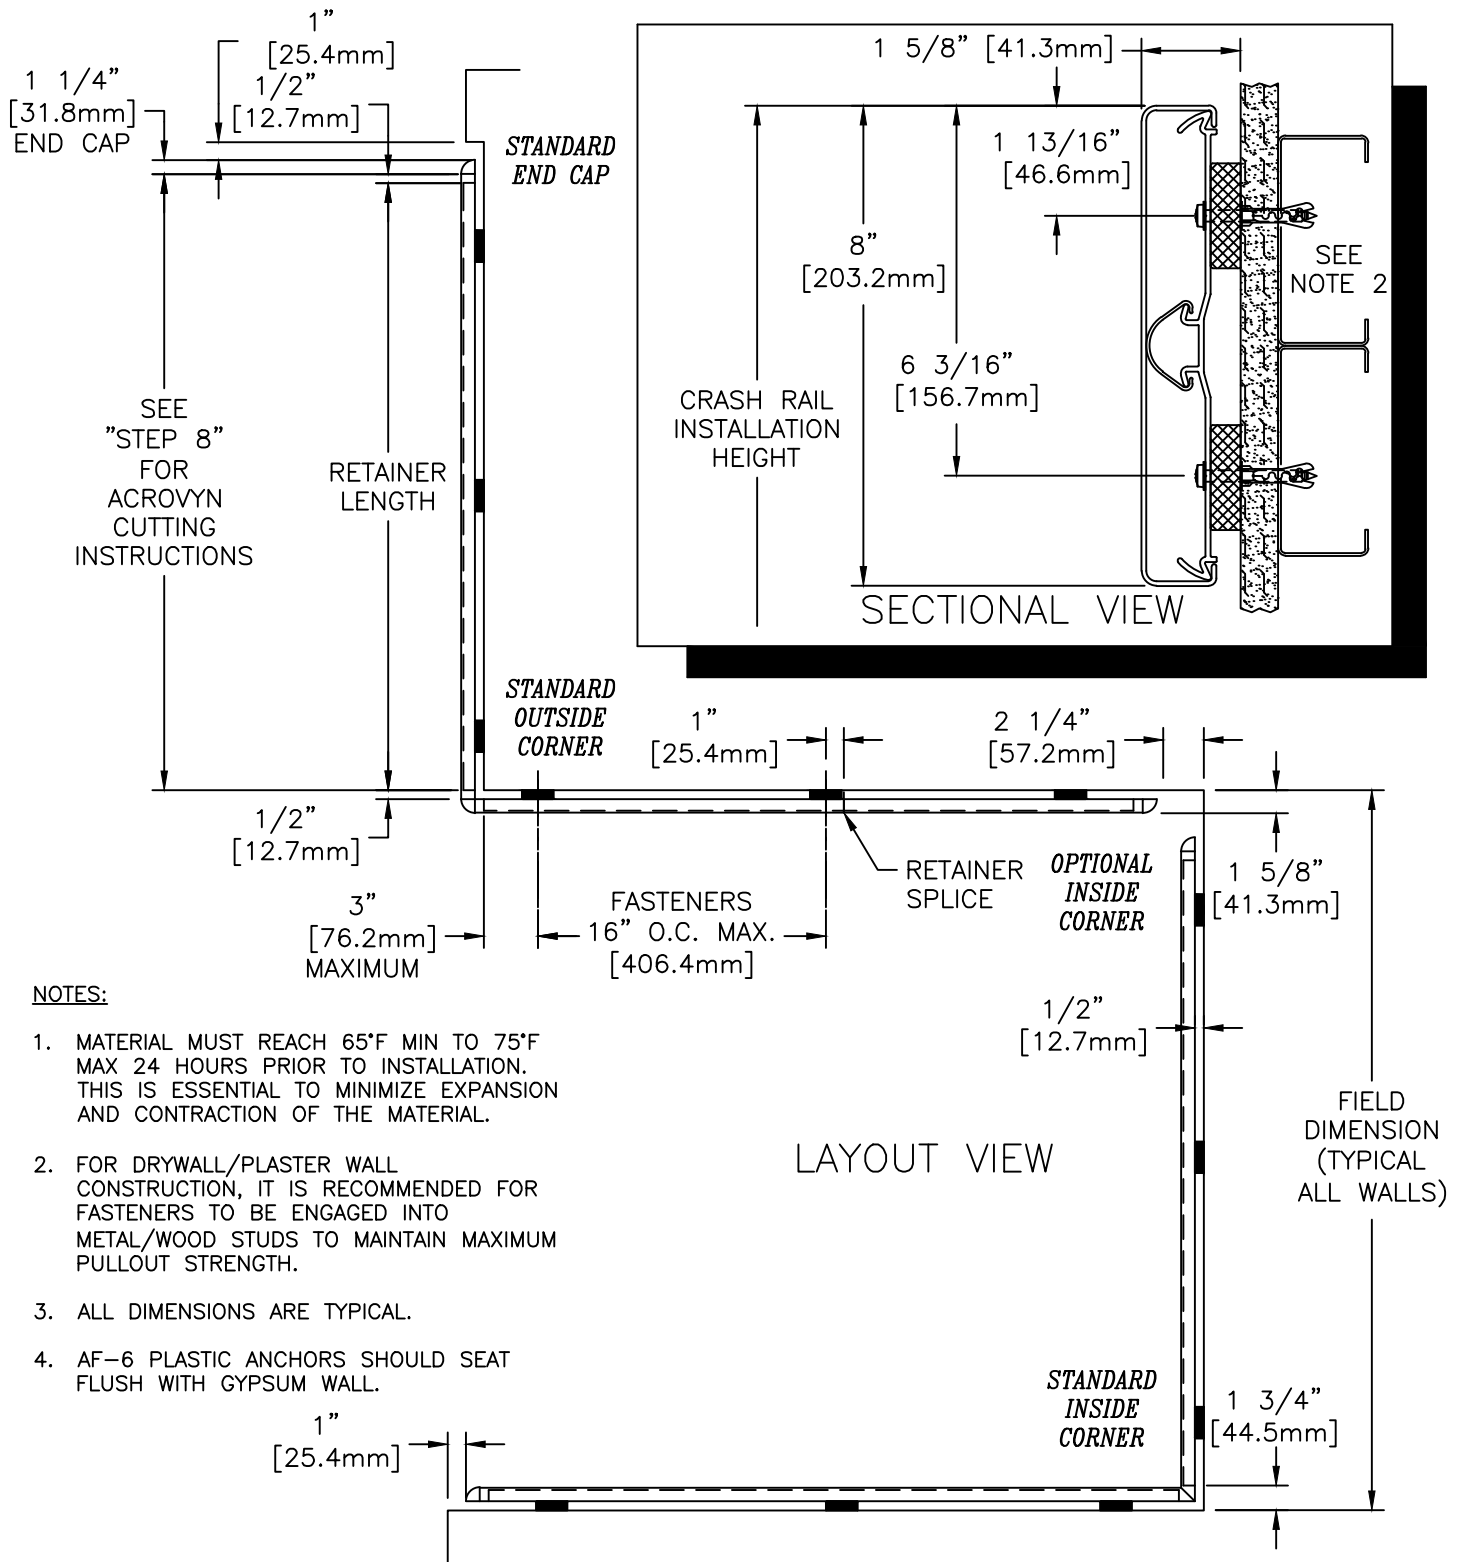 1"
[25.4mm]
1 1/4"
[31.8mm]
END CAP
1/2"
[12.7mm]
STANDARD
END CAP
SEE
"STEP 8"
FOR
ACROVYN
CUTTING
INSTRUCTIONS
RETAINER
LENGTH
1 5/8" [41.3mm]
1 13/16"
[46.6mm]
8"
[203.2mm]
SEE
NOTE 2
6 3/16"
[156.7mm]
CRASH RAIL
INSTALLATION
HEIGHT
SECTIONAL VIEW
STANDARD
OUTSIDE
CORNER
1"
[25.4mm]
2 1/4"
[57.2mm]
1/2"
[12.7mm]
3"
[76.2mm]
MAXIMUM
FASTENERS
16" O.C. MAX.
[406.4mm]
RETAINER
SPLICE
OPTIONAL
INSIDE
CORNER
1 5/8"
[41.3mm]
1/2"
[12.7mm]
FIELD
DIMENSION
(TYPICAL
ALL WALLS)
LAYOUT VIEW
NOTES:
1. MATERIAL MUST REACH 65°F MIN TO 75°F
MAX 24 HOURS PRIOR TO INSTALLATION.
THIS IS ESSENTIAL TO MINIMIZE EXPANSION
AND CONTRACTION OF THE MATERIAL.
2. FOR DRYWALL/PLASTER WALL
CONSTRUCTION, IT IS RECOMMENDED FOR
FASTENERS TO BE ENGAGED INTO
METAL/WOOD STUDS TO MAINTAIN MAXIMUM
PULLOUT STRENGTH.
3. ALL DIMENSIONS ARE TYPICAL.
4. AF-6 PLASTIC ANCHORS SHOULD SEAT
FLUSH WITH GYPSUM WALL.
1"
[25.4mm]
STANDARD
INSIDE
CORNER
1 3/4"
[44.5mm]